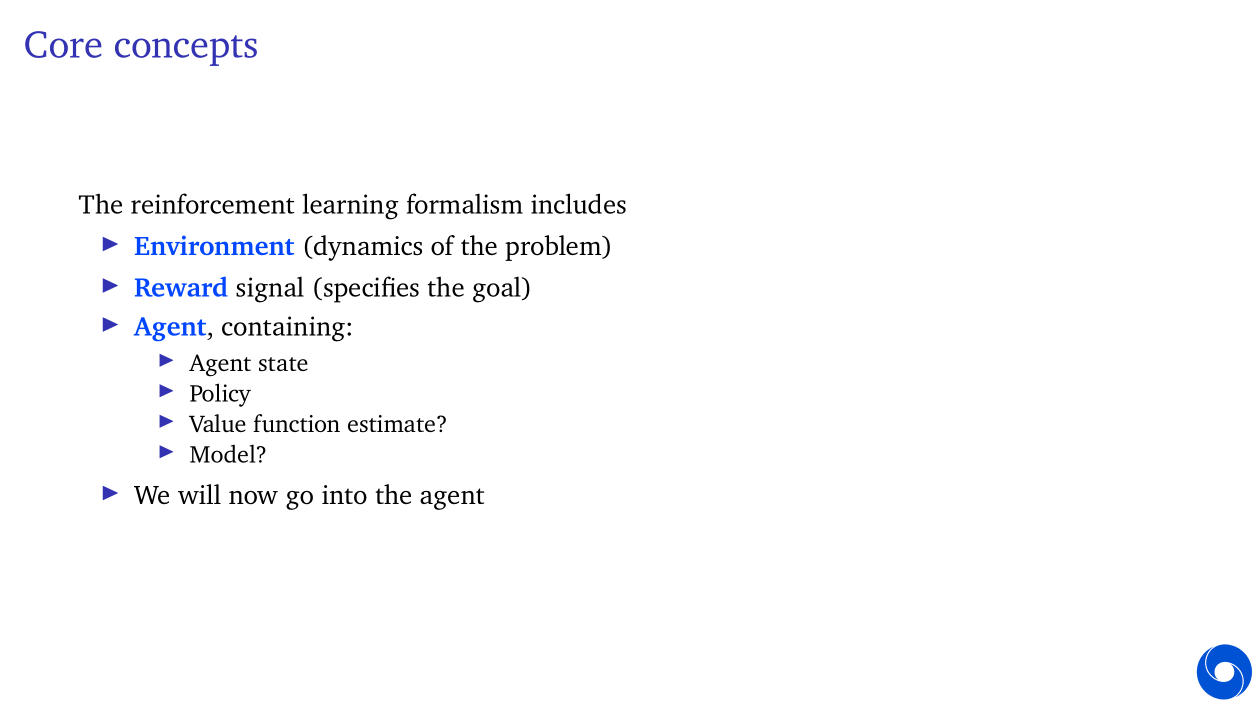 Core concepts
The reinforcement learning formalism includes
Environment (dynamics of the problem)
Reward signal (specifies the goal)
Agent, containing:
Agent state
Policy
Value function estimate?
Model?
We will now go into the agent